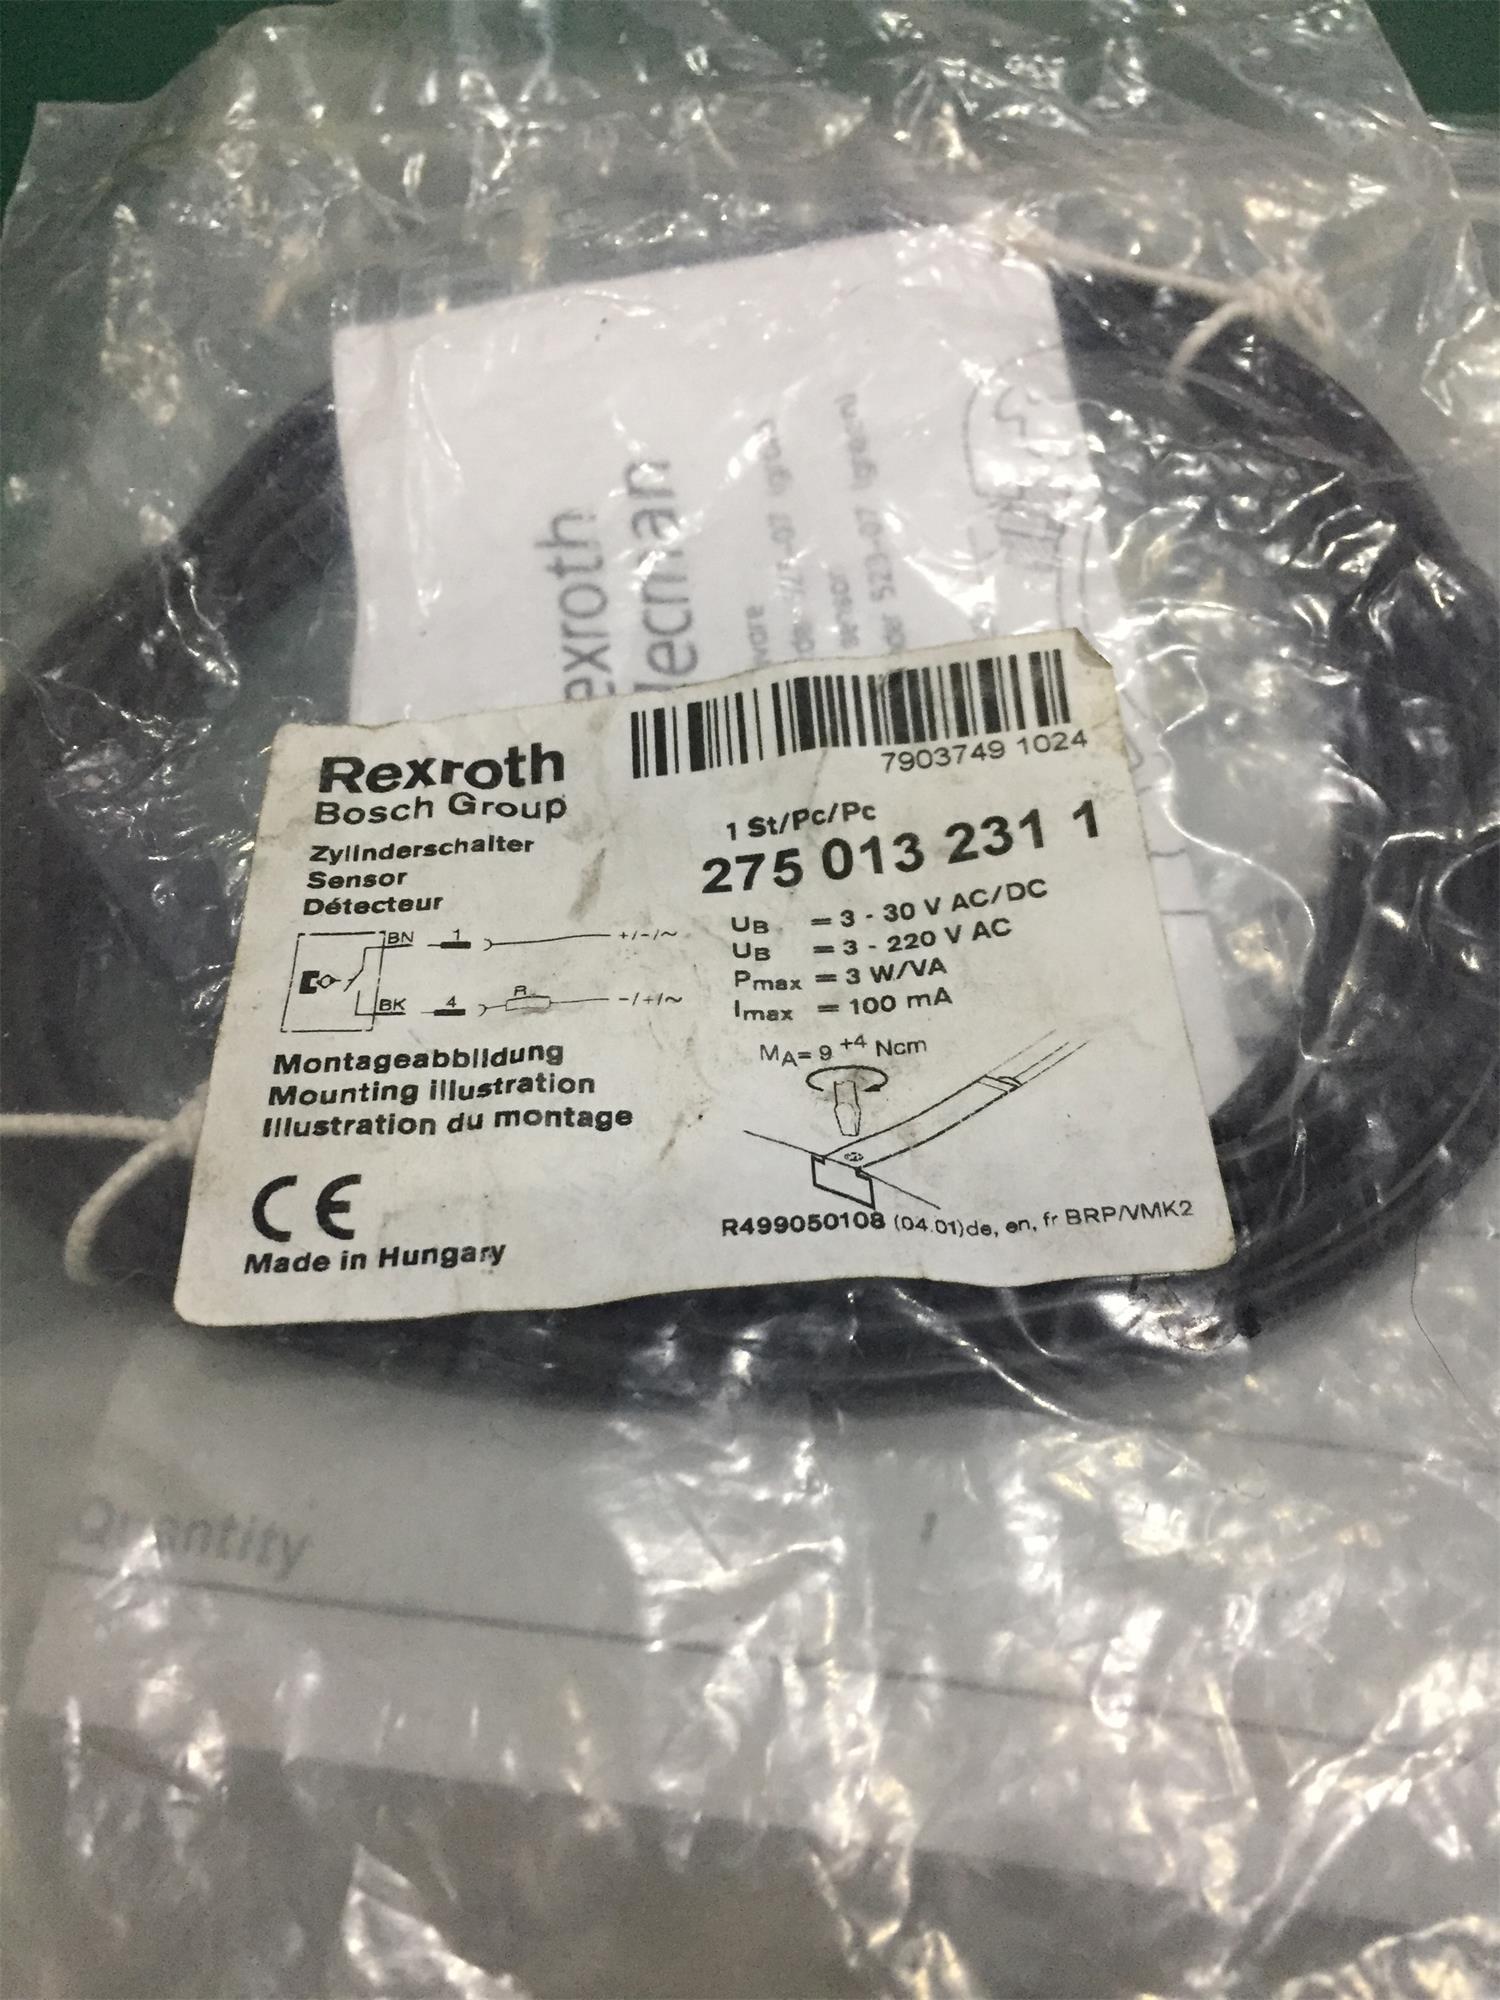 exroth
ecman
Rexroth
Bosch Group
7903749 1024
Zylinderschalter
Sensor
Détecteur
1 St/Pc/Pc
275 013 231 1
BN 1 +/-/~
BK 4 R -/+/~
UB = 3 - 30 V AC/DC
UB = 3 - 220 V AC
Pmax = 3 W/VA
Imax = 100 mA
MA= 9 +4 Ncm
Montageabbildung
Mounting illustration
Illustration du montage
CE
Made in Hungary
R499050108 (04.01)de, en, fr BRP/VMK2
Quantity